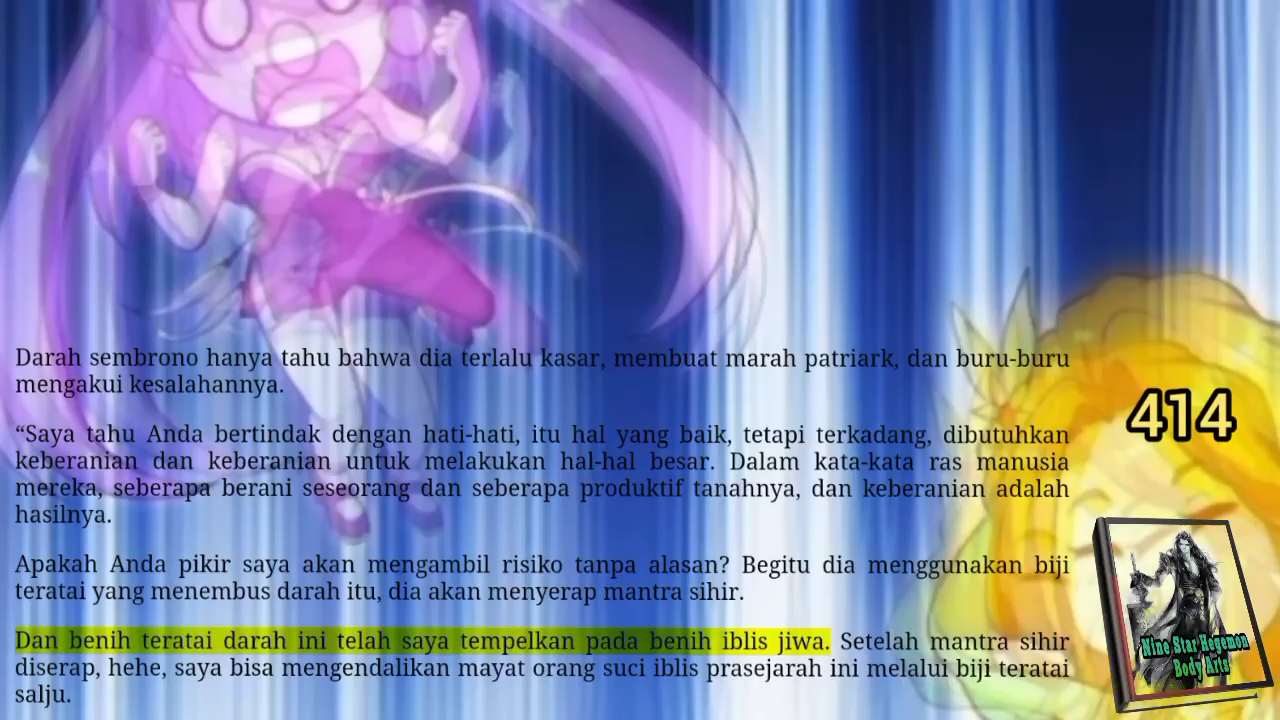 Darah sembrono hanya tahu bahwa dia terlalu kasar, membuat marah patriark, dan buru-buru
mengakui kesalahannya.
“Saya tahu Anda bertindak dengan hati-hati, itu hal yang baik, tetapi terkadang, dibutuhkan
keberanian dan keberanian untuk melakukan hal-hal besar. Dalam kata-kata ras manusia
mereka, seberapa berani seseorang dan seberapa produktif tanahnya, dan keberanian adalah
hasilnya.
Apakah Anda pikir saya akan mengambil risiko tanpa alasan? Begitu dia menggunakan biji
teratai yang menembus darah itu, dia akan menyerap mantra sihir.
Dan benih teratai darah ini telah saya tempelkan pada benih iblis jiwa. Setelah mantra sihir
diserap, hehe, saya bisa mengendalikan mayat orang suci iblis prasejarah ini melalui biji teratai
salju.
414
Nine Star Hegemon
Body Arts